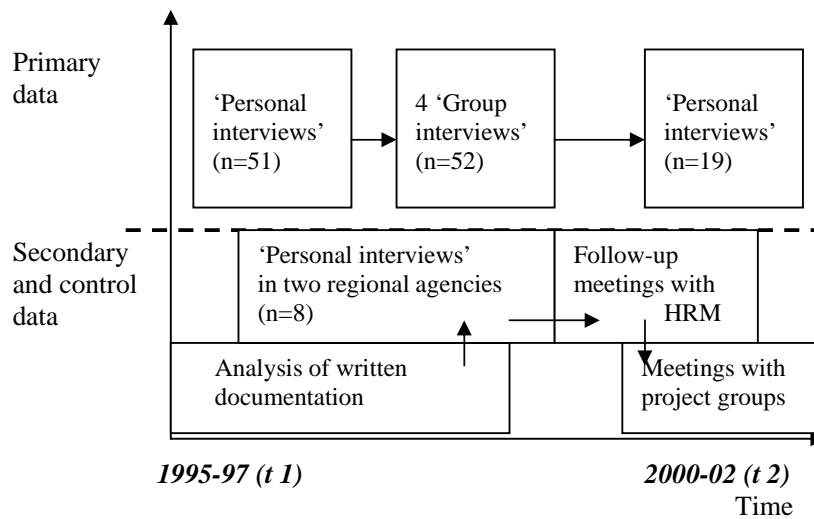 Primary
data
‘Personal
interviews’
(n=51)
4 ‘Group
interviews’
(n=52)
‘Personal
interviews’
(n=19)
Secondary
and control
data
‘Personal interviews’
in two regional agencies
(n=8)
Follow-up
meetings with
HRM
Analysis of written
documentation
Meetings with
project groups
1995-97 (t 1)
2000-02 (t 2)
Time